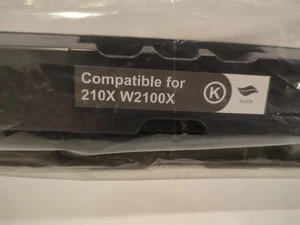 Compatible for
210X W2100X
K
BLACK